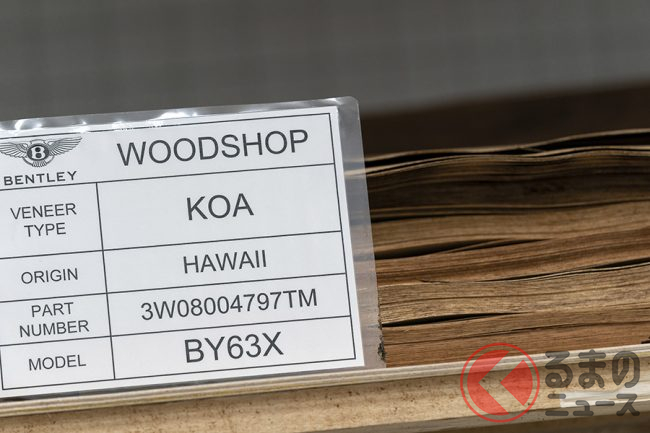 B
BENTLEY
WOODSHOP
VENEER
TYPE
KOA
ORIGIN
HAWAII
PART
NUMBER
3W08004797TM
MODEL
BY63X
くるまの
ニュース